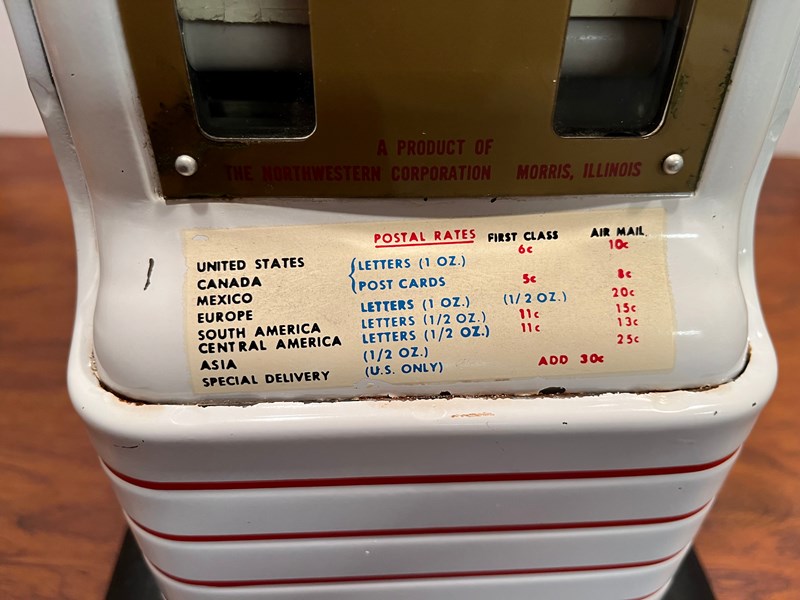 A PRODUCT OF
THE NORTHWESTERN CORPORATION MORRIS, ILLINOIS
POSTAL RATES FIRST CLASS AIR MAIL
6c 10c
UNITED STATES LETTERS (1 OZ.)
CANADA POST CARDS 5c 8c
MEXICO
EUROPE LETTERS (1 OZ.) (1/2 OZ.) 20c
SOUTH AMERICA LETTERS (1/2 OZ.) 11c 15c
CENTRAL AMERICA LETTERS (1/2 OZ.) 11c 13c
ASIA (1/2 OZ.) 25c
SPECIAL DELIVERY (U.S. ONLY) ADD 30c